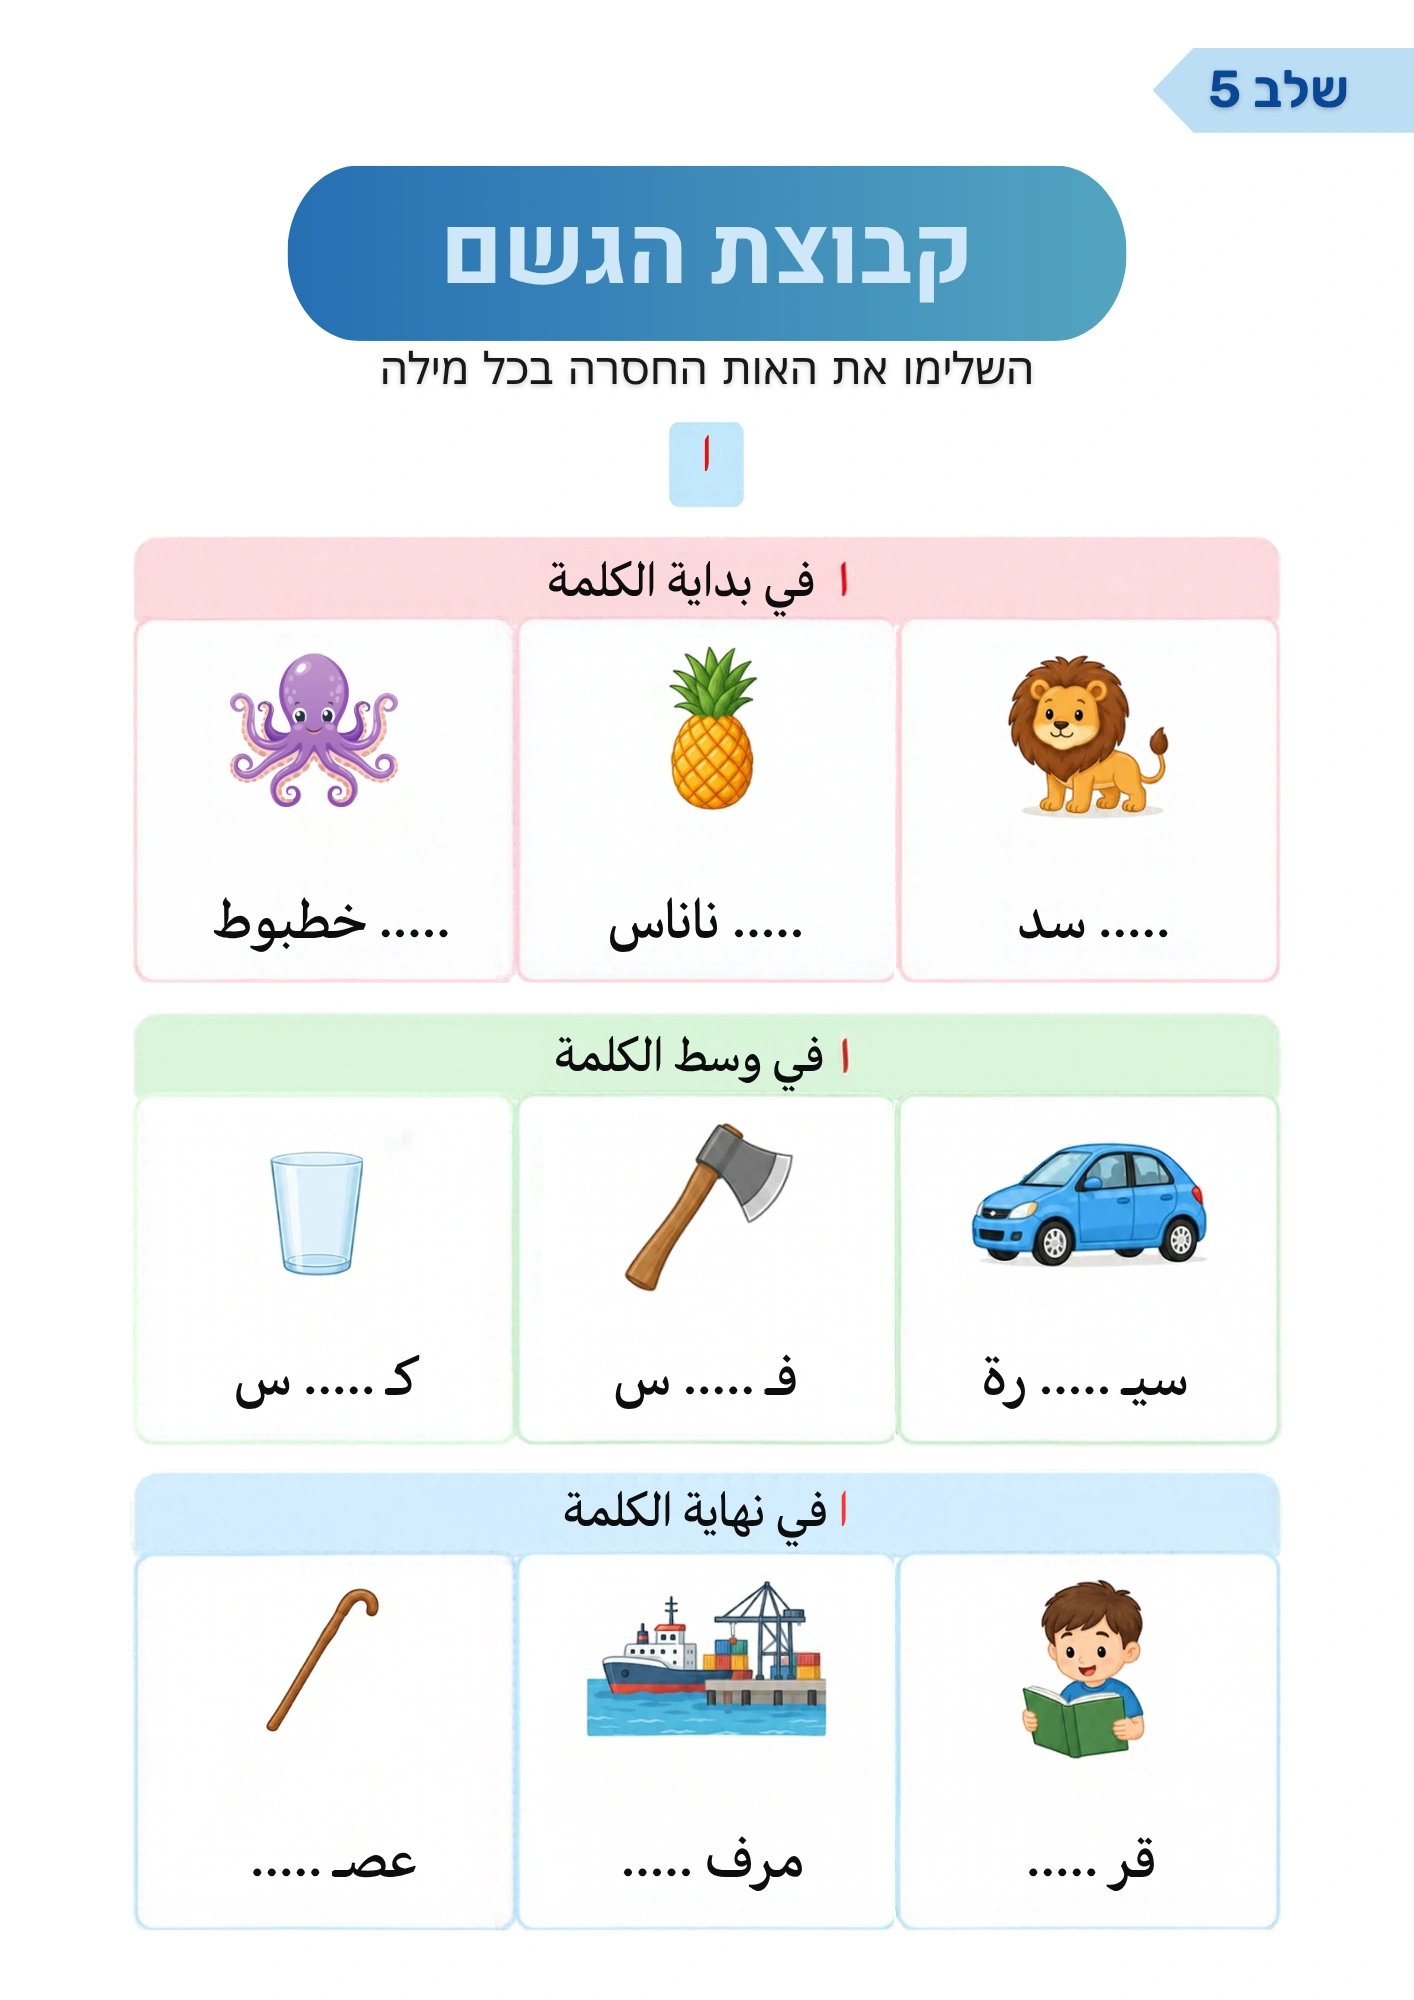 שלב 5
קבוצת הגשם
השלימו את האות החסרה בכל מילה
ا
ا في بداية الكلمة
..... سد
..... ناناس
..... خطبوط
ا في وسط الكلمة
سيـ ..... رة
فـ ..... س
كـ ..... س
ا في نهاية الكلمة
قر .....
مرف .....
عصـ .....